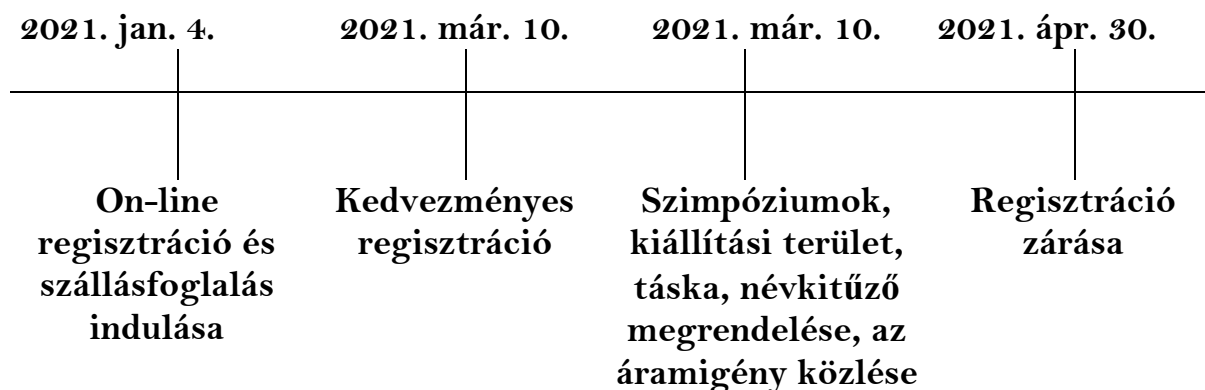 2021. jan. 4.
2021. már. 10.
2021. már. 10.
2021. ápr. 30.
On-line
regisztráció és
szállásfoglalás
indulása
Kedvezményes
regisztráció
Szimpóziumok,
kiállítási terület,
táska, névkitűző
megrendelése, az
áramigény közlése
Regisztráció
zárása